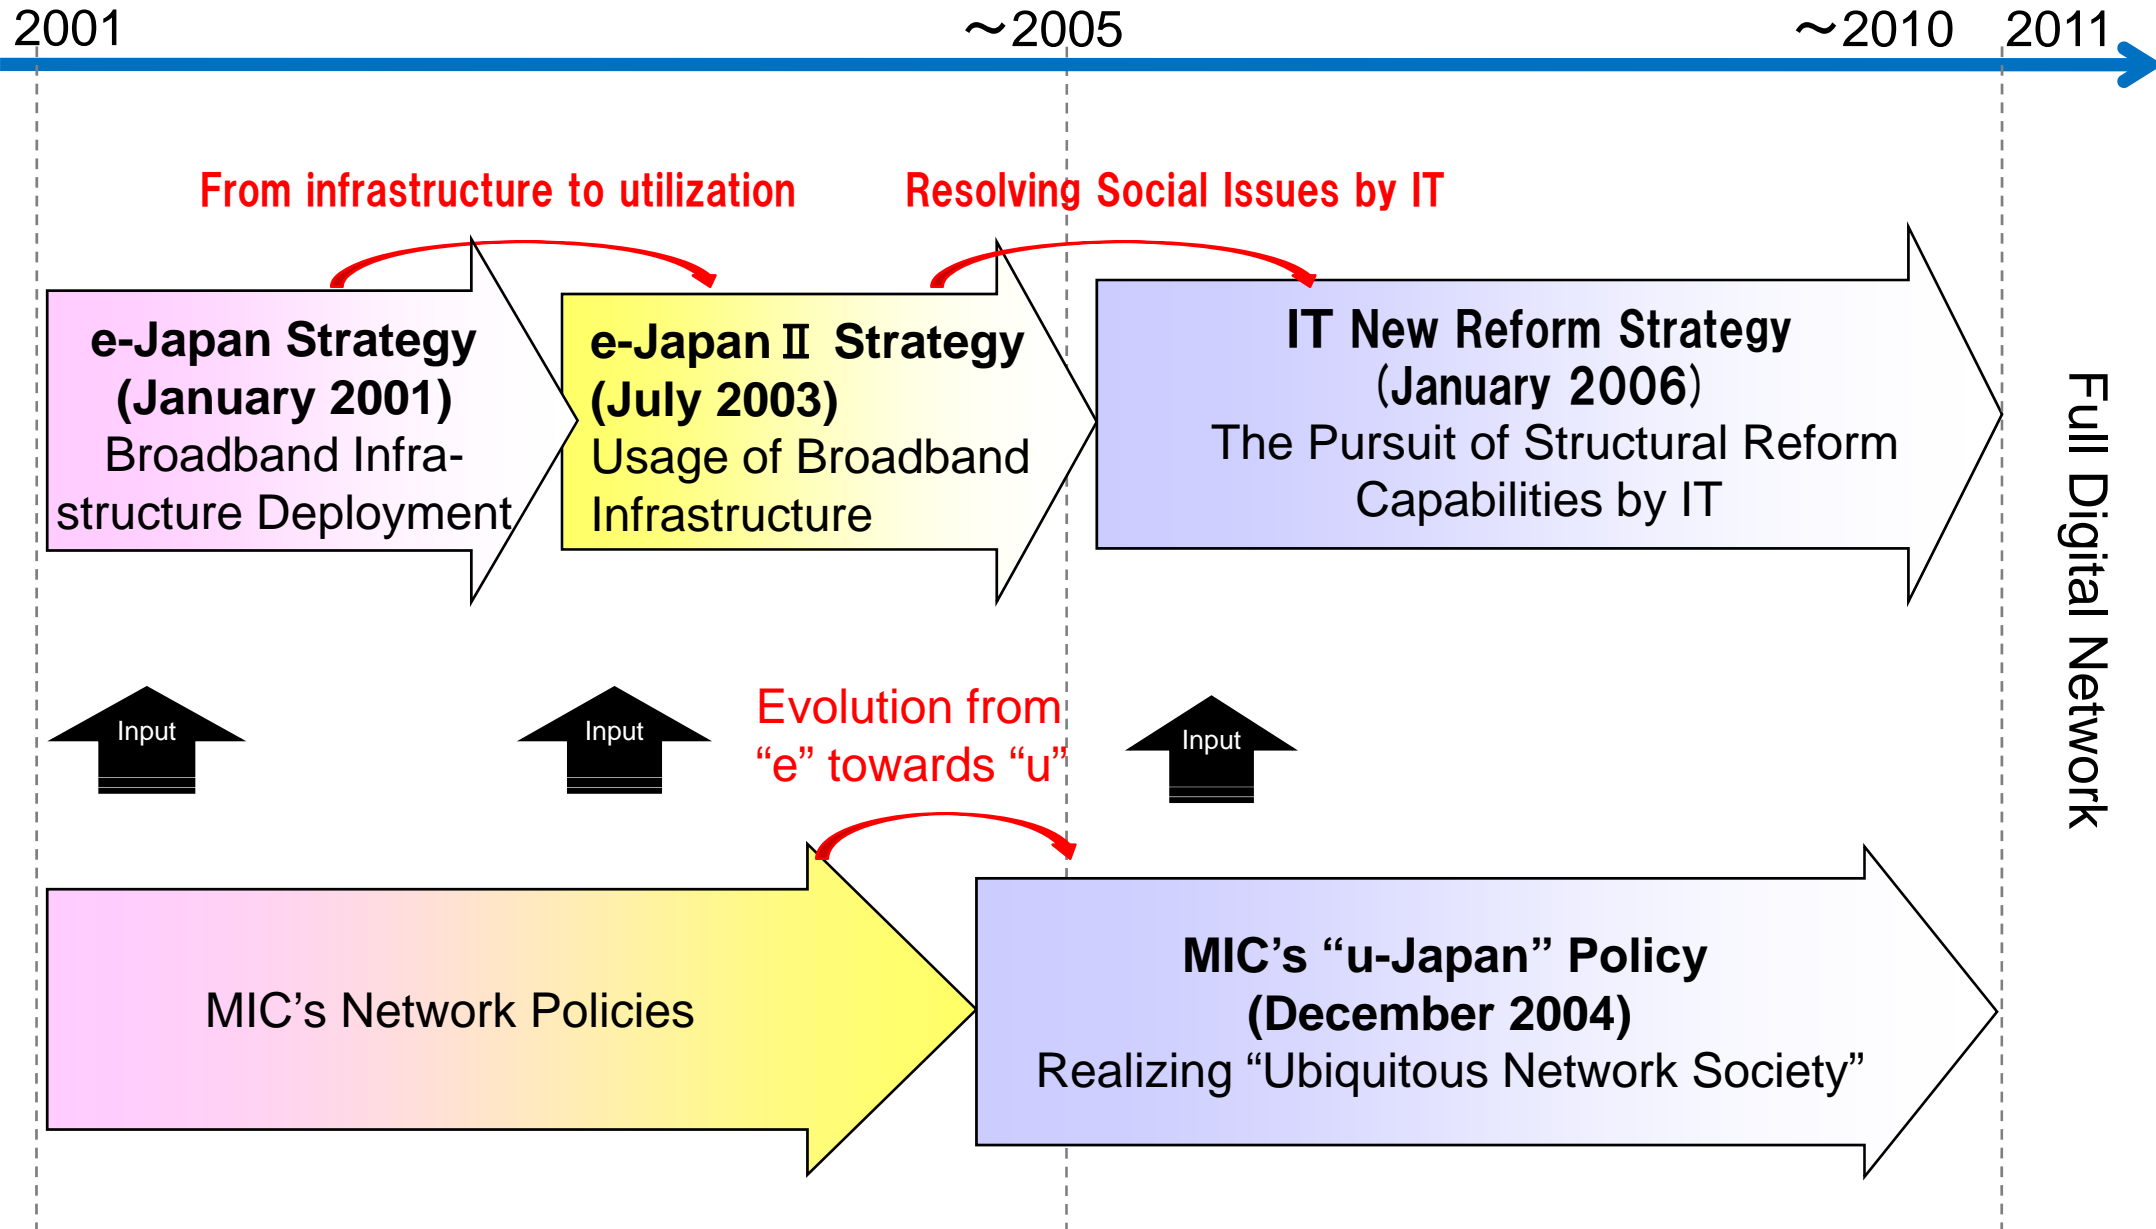 2001
～2005
～2010
2011
From infrastructure to utilization
Resolving Social Issues by IT
e-Japan Strategy
(January 2001)
Broadband Infra-
structure Deployment
e-Japan Ⅱ Strategy
(July 2003)
Usage of Broadband
Infrastructure
IT New Reform Strategy
（January 2006）
The Pursuit of Structural Reform
Capabilities by IT
Full Digital Network
Input
Input
Evolution from
“e” towards “u”
Input
MIC’s Network Policies
MIC’s “u-Japan” Policy
(December 2004)
Realizing “Ubiquitous Network Society”